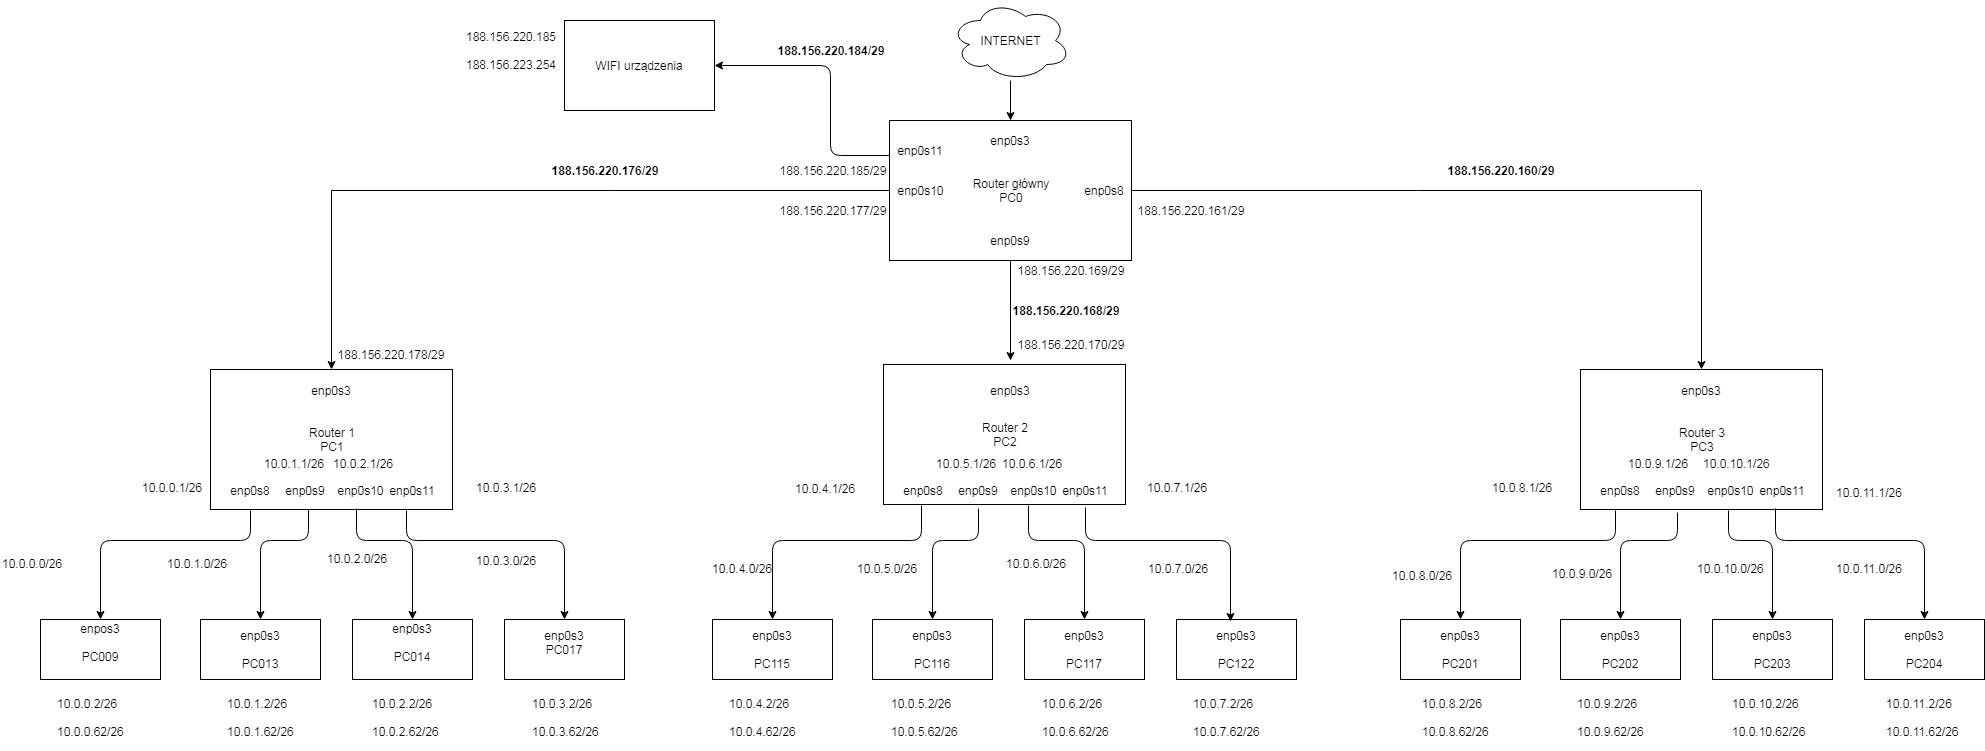 INTERNET
188.156.220.185
188.156.223.254
WIFI urządzenia
188.156.220.184/29
enp0s3
enp0s11
188.156.220.176/29
188.156.220.185/29
enp0s10
Router główny
PC0
enp0s8
188.156.220.160/29
188.156.220.177/29
188.156.220.161/29
enp0s9
188.156.220.169/29
188.156.220.168/29
188.156.220.178/29
188.156.220.170/29
enp0s3
Router 1
PC1
10.0.1.1/26 10.0.2.1/26
10.0.0.1/26
enp0s8 enp0s9 enp0s10 enp0s11
10.0.3.1/26
enp0s3
Router 2
PC2
10.0.5.1/26 10.0.6.1/26
10.0.4.1/26
enp0s8 enp0s9 enp0s10 enp0s11
10.0.7.1/26
enp0s3
Router 3
PC3
10.0.9.1/26 10.0.10.1/26
10.0.8.1/26
enp0s8 enp0s9 enp0s10 enp0s11
10.0.11.1/26
10.0.0.0/26
10.0.1.0/26
10.0.2.0/26
10.0.3.0/26
10.0.4.0/26
10.0.5.0/26
10.0.6.0/26
10.0.7.0/26
10.0.8.0/26
10.0.9.0/26
10.0.10.0/26
10.0.11.0/26
enpos3
PC009
10.0.0.2/26
10.0.0.62/26
enp0s3
PC013
10.0.1.2/26
10.0.1.62/26
enp0s3
PC014
10.0.2.2/26
10.0.2.62/26
enp0s3
PC017
10.0.3.2/26
10.0.3.62/26
enp0s3
PC115
10.0.4.2/26
10.0.4.62/26
enp0s3
PC116
10.0.5.2/26
10.0.5.62/26
enp0s3
PC117
10.0.6.2/26
10.0.6.62/26
enp0s3
PC122
10.0.7.2/26
10.0.7.62/26
enp0s3
PC201
10.0.8.2/26
10.0.8.62/26
enp0s3
PC202
10.0.9.2/26
10.0.9.62/26
enp0s3
PC203
10.0.10.2/26
10.0.10.62/26
enp0s3
PC204
10.0.11.2/26
10.0.11.62/26